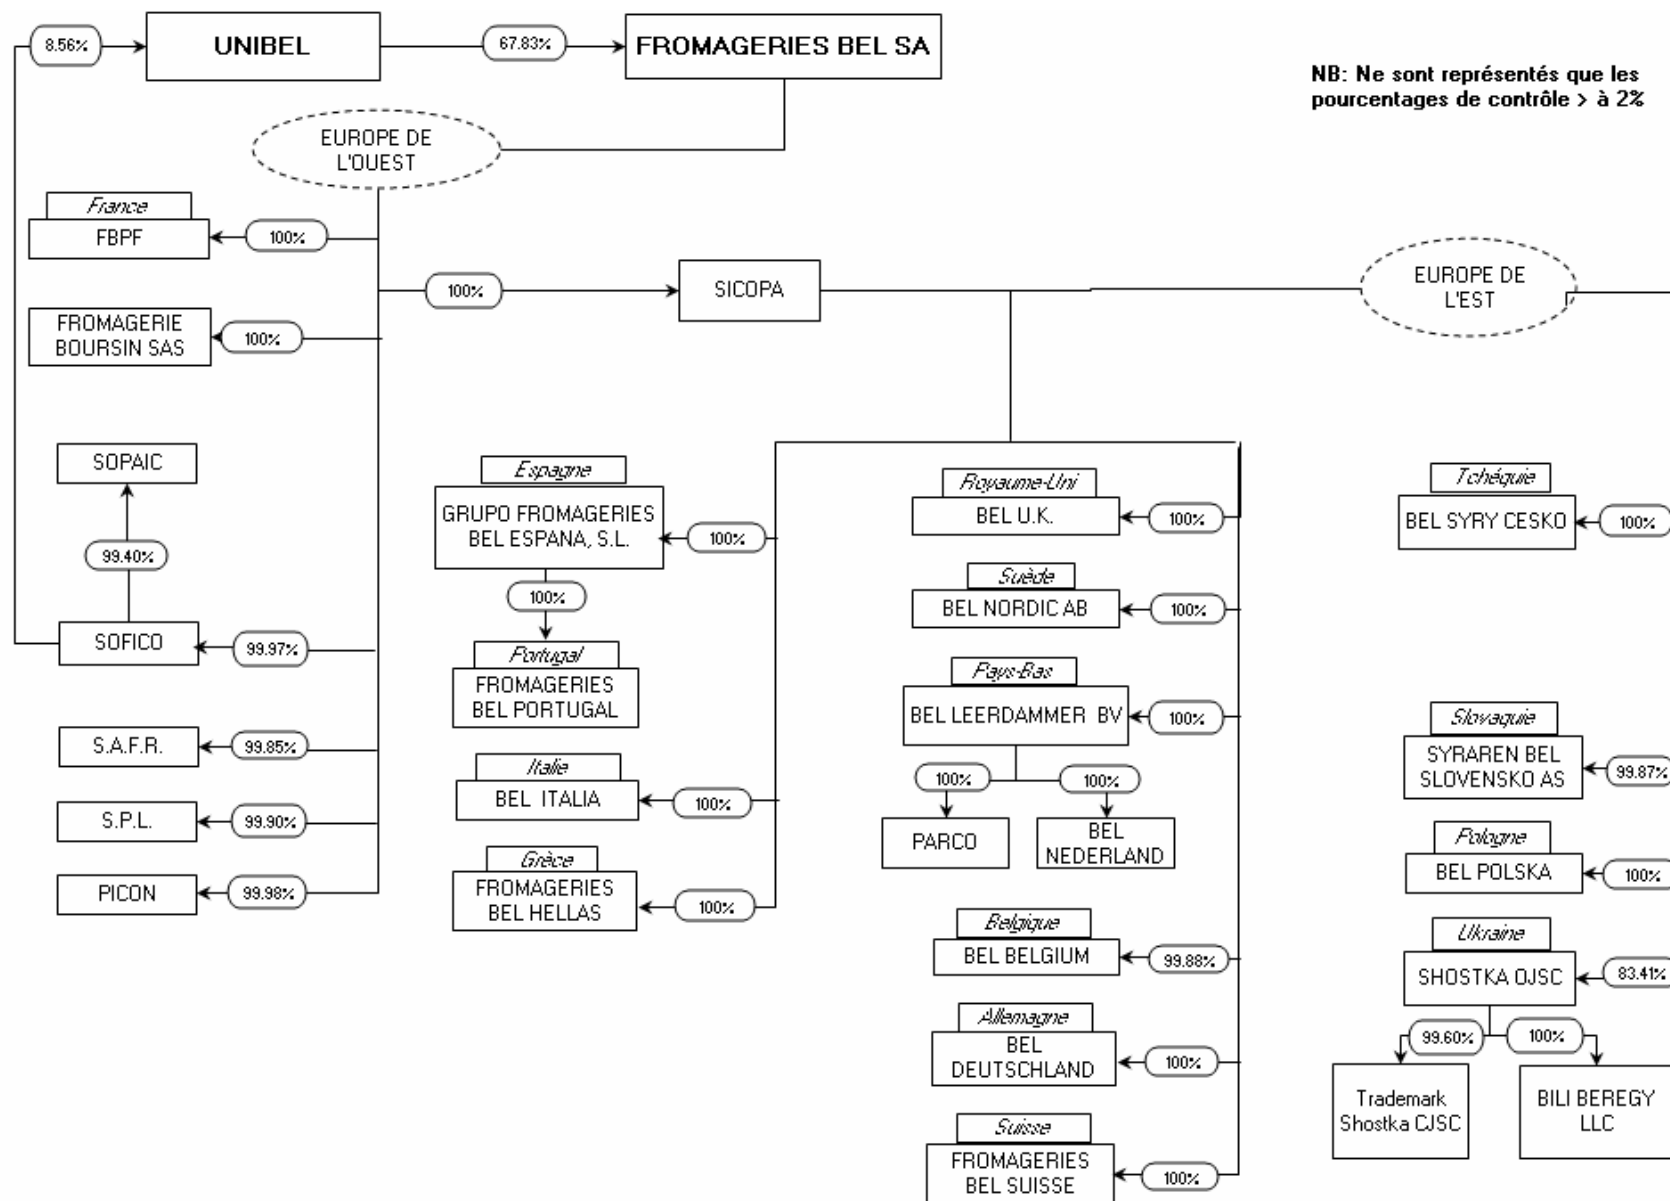 8.56%
UNIBEL
67.83%
FROMAGERIES BEL SA
NB: Ne sont représentés que les
pourcentages de contrôle > à 2%
EUROPE DE
L'OUEST
France
FBPF
100%
100%
SICOPA
EUROPE DE
L'EST
FROMAGERIE
BOURSIN SAS
100%
SOPAIC
99.40%
SOFICO
99.97%
S.A.F.R.
99.85%
S.P.L.
99.90%
PICON
99.98%
Espagne
GRUPO FROMAGERIES
BEL ESPANA, S.L.
100%
100%
Portugal
FROMAGERIES
BEL PORTUGAL
Italie
BEL ITALIA
100%
Grèce
FROMAGERIES
BEL HELLAS
100%
Royaume-Uni
BEL U.K.
100%
Suède
BEL NORDIC AB
100%
Pays-Bas
BEL LEERDAMMER BV
100%
100%
100%
PARCO
BEL
NEDERLAND
Belgique
BEL BELGIUM
99.88%
Allemagne
BEL
DEUTSCHLAND
100%
Suisse
FROMAGERIES
BEL SUISSE
100%
Tchéquie
BEL SYRY CESKO
100%
Slovaquie
SYRAREN BEL
SLOVENSKO AS
99.87%
Pologne
BEL POLSKA
100%
Ukraine
SHOSTKA OJSC
83.41%
99.60%
100%
Trademark
Shostka CJSC
BILI BEREGY
LLC